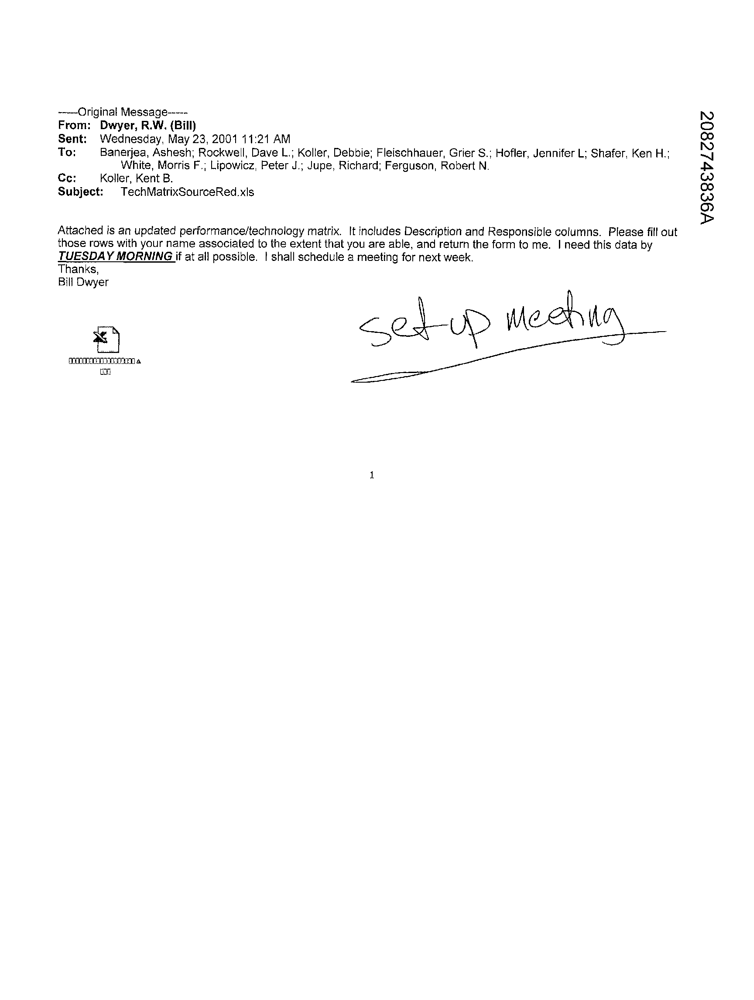 -----Original Message-----
From: Dwyer, R.W. (Bill)
Sent: Wednesday, May 23, 2001 11:21 AM
To: Banerjea, Ashesh; Rockwell, Dave L.; Koller, Debbie; Fleischhauer, Grier S.; Hofler, Jennifer L; Shafer, Ken H.;
White, Morris F.; Lipowicz, Peter J.; Jupe, Richard; Ferguson, Robert N.
Cc: Koller, Kent B.
Subject: TechMatrixSourceRed.xls
Attached is an updated performance/technology matrix. It includes Description and Responsible columns. Please fill out
those rows with your name associated to the extent that you are able, and return the form to me. I need this data by
TUESDAY MORNING if at all possible. I shall schedule a meeting for next week.
Thanks,
Bill Dwyer
set-up meeting
1
2082743836A